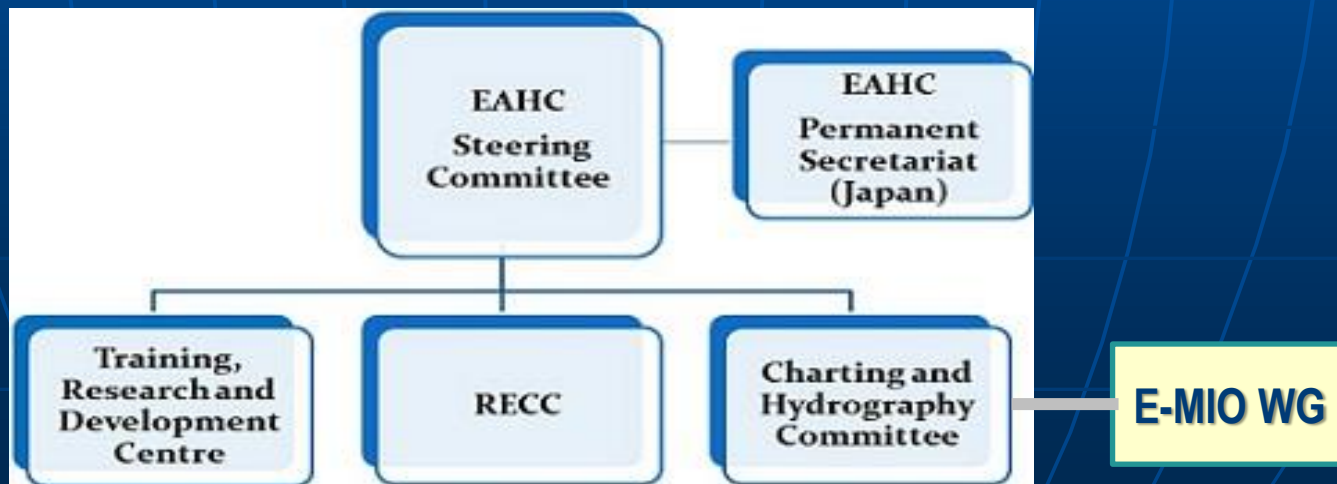 EAHC
Steering
Committee
EAHC
Permanent
Secretariat
(Japan)
Training,
Research and
Development
Centre
RECC
Charting and
Hydrography
Committee
E-MIO WG